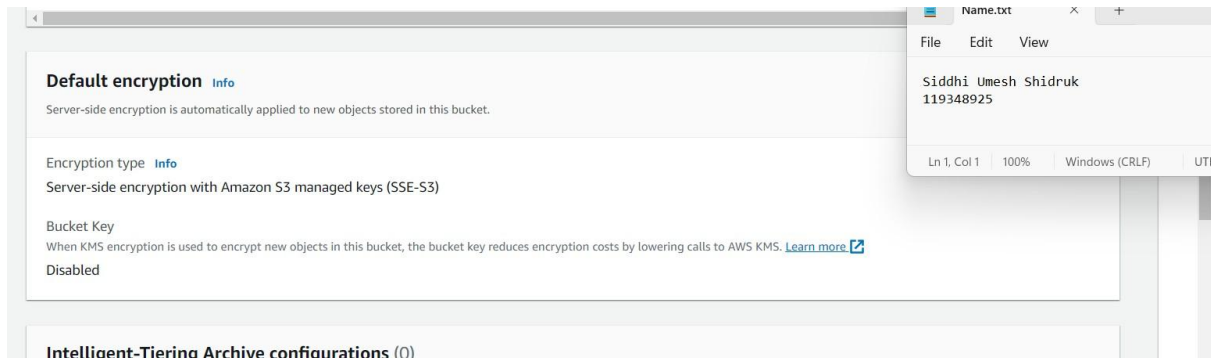 Name.txt
File Edit View
Siddhi Umesh Shidruk
119348925
Ln 1, Col 1 100% Windows (CRLF) UTF
Default encryption Info
Server-side encryption is automatically applied to new objects stored in this bucket.
Encryption type Info
Server-side encryption with Amazon S3 managed keys (SSE-S3)
Bucket Key
When KMS encryption is used to encrypt new objects in this bucket, the bucket key reduces encryption costs by lowering calls to AWS KMS. Learn more
Disabled
Intelligent-Tiering Archive configurations (0)